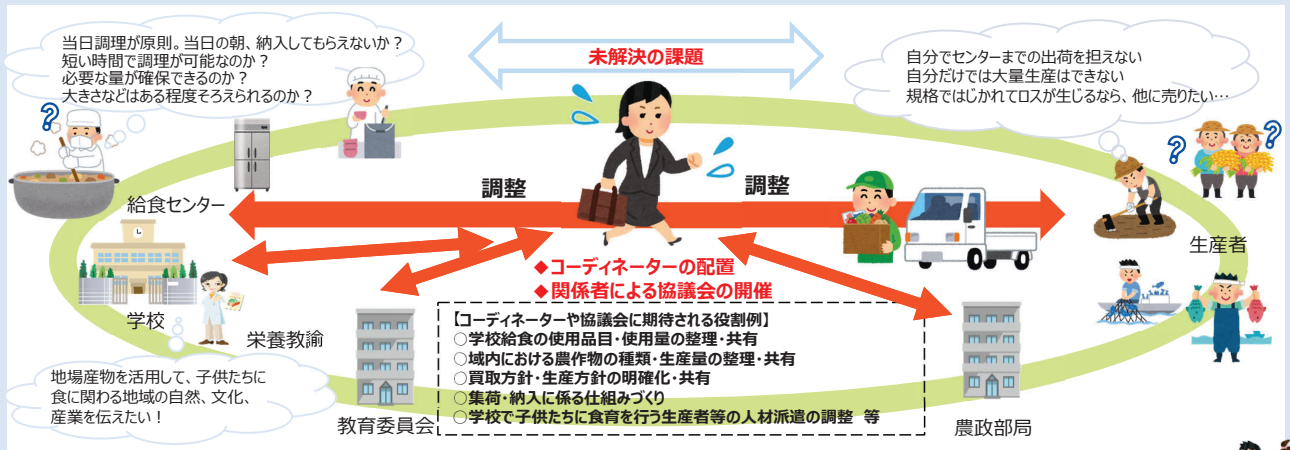 当日調理が原則。当日の朝、納入してもらえないか？
短い時間で調理が可能なのか？
必要な量が確保できるのか？
大きさなどはある程度そろえられるのか？
未解決の課題
自分でセンターまでの出荷を担えない
自分だけでは大量生産はできない
規格ではじかれてロスが生じるなら、他に売りたい…
?
?
?
調整
調整
給食センター
生産者
学校
栄養教諭
◆コーディネーターの配置
◆関係者による協議会の開催
【コーディネーターや協議会に期待される役割例】
○学校給食の使用品目・使用量の整理・共有
○域内における農作物の種類・生産量の整理・共有
○買取方針・生産方針の明確化・共有
○集荷・納入に係る仕組みづくり
○学校で子供たちに食育を行う生産者等の人材派遣の調整 等
地場産物を活用して、子供たちに
食に関わる地域の自然、文化、
産業を伝えたい！
教育委員会
農政部局